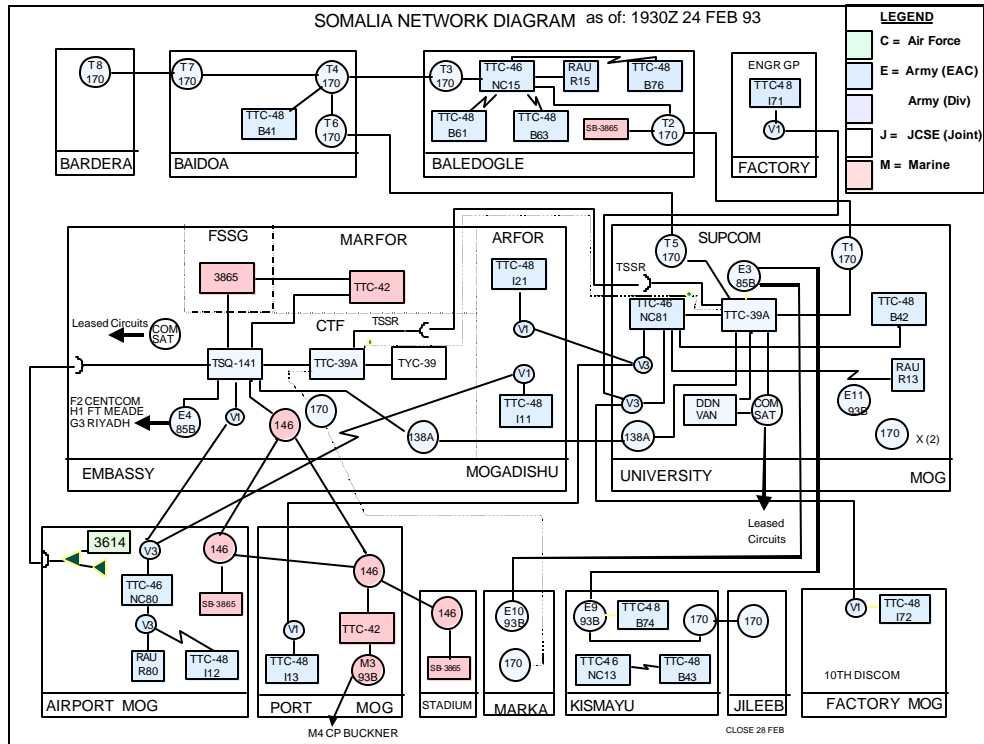 SOMALIA NETWORK DIAGRAM as of: 1930Z 24 FEB 93
LEGEND
C = Air Force
E = Army (EAC)
Army (Div)
J = JCSE (Joint)
M = Marine
T8
170
BARDERA
T7
170
T4
170
TTC-48
B41
T6
170
BAIDOA
T3
170
TTC-46
NC15
RAU
R15
TTC-48
B76
TTC-48
B61
TTC-48
B63
SB-3865
T2
170
BALEDOGLE
ENGR GP
TTC-48
I71
V1
FACTORY
FSSG
MARFOR
ARFOR
3865
TTC-42
TTC-48
I21
Leased Circuits
COM
SAT
CTF
TSSR
V1
TSQ-141
TTC-39A
TYC-39
V1
F2 CENTCOM
H1 FT MEADE
G3 RIYADH
E4
85B
V1
146
170
138A
TTC-48
I11
EMBASSY
MOGADISHU
SUPCOM
T5
170
T1
170
TSSR
E3
85B
TTC-46
NC81
TTC-39A
TTC-48
B42
V3
V3
DDN
VAN
COM
SAT
RAU
R13
E11
93B
138A
170
X (2)
UNIVERSITY
MOG
Leased
Circuits
3614
V3
146
TTC-46
NC80
SB-3865
V3
RAU
R80
TTC-48
I12
AIRPORT MOG
146
V1
TTC-42
TTC-48
I13
M3
93B
PORT
MOG
M4 CP BUCKNER
146
SB-3865
STADIUM
E10
93B
170
MARKA
E9
93B
TTC-48
B74
170
TTC-46
NC13
TTC-48
B43
KISMAYU
170
JILEEB
CLOSE 28 FEB
V1
TTC-48
I72
10TH DISCOM
FACTORY MOG